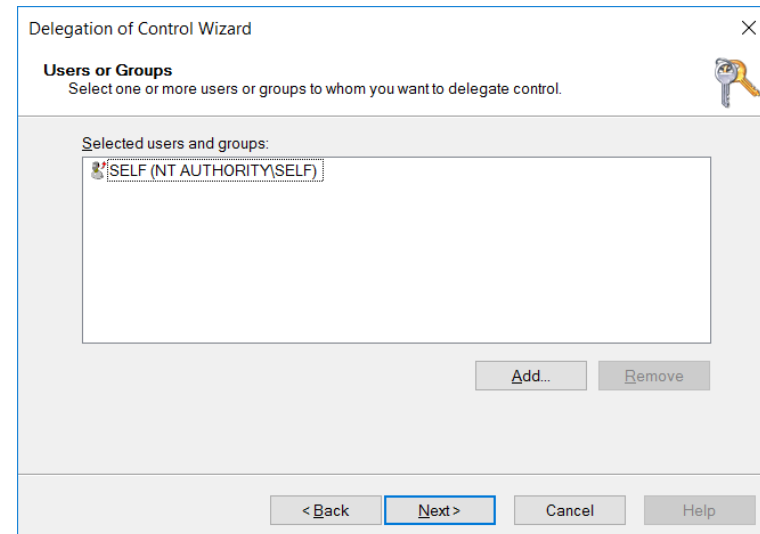 Delegation of Control Wizard
Users or Groups
Select one or more users or groups to whom you want to delegate control.
Selected users and groups:
SELF (NT AUTHORITY\SELF)
Add...
Remove
< Back
Next >
Cancel
Help